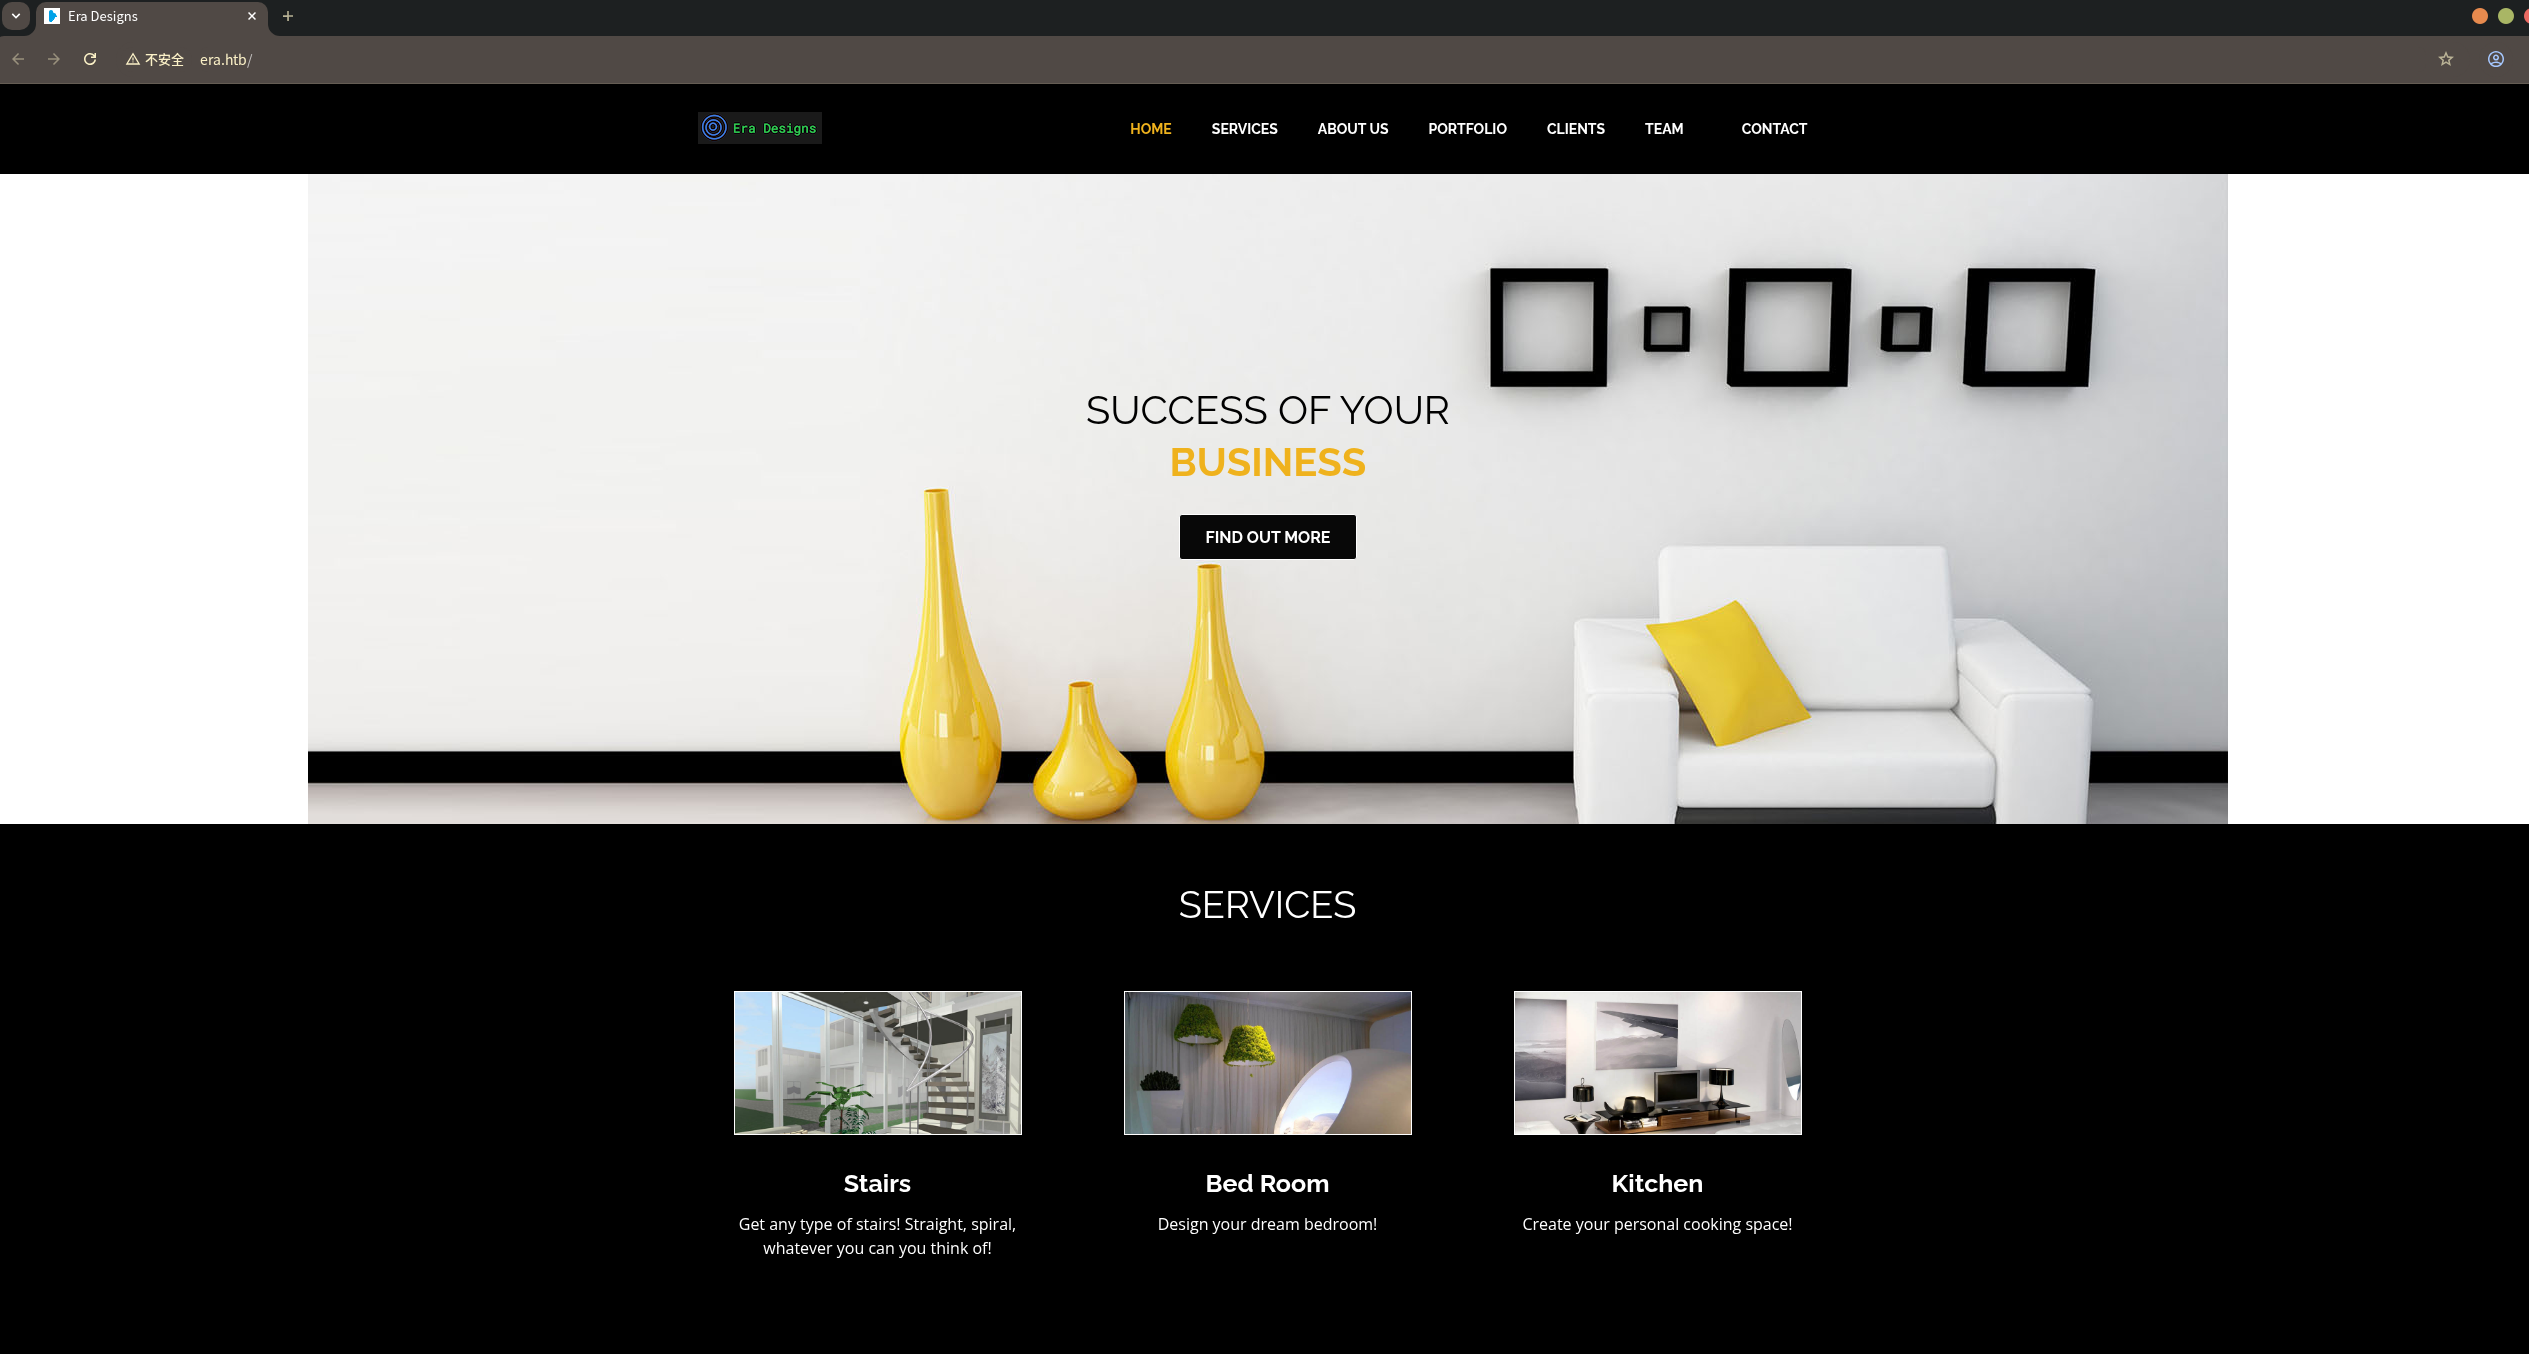 Era Designs
不安全 era.htb/
Era Designs
HOME SERVICES ABOUT US PORTFOLIO CLIENTS TEAM CONTACT
SUCCESS OF YOUR
BUSINESS
FIND OUT MORE
SERVICES
Stairs
Get any type of stairs! Straight, spiral,
whatever you can you think of!
Bed Room
Design your dream bedroom!
Kitchen
Create your personal cooking space!